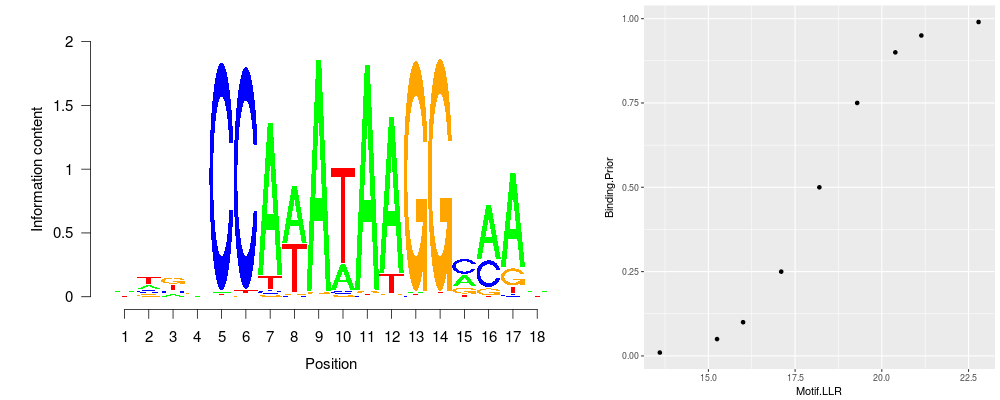 Information content
2
1.5
1
0.5
0
1 2 3 4 5 6 7 8 9 10 11 12 13 14 15 16 17 18
Position
T G C C A A A T A A G G C A A
A T T T A T A C G
Binding.Prior
1.00
0.75
0.50
0.25
0.00
15.0 17.5 20.0 22.5
Motif.LLR